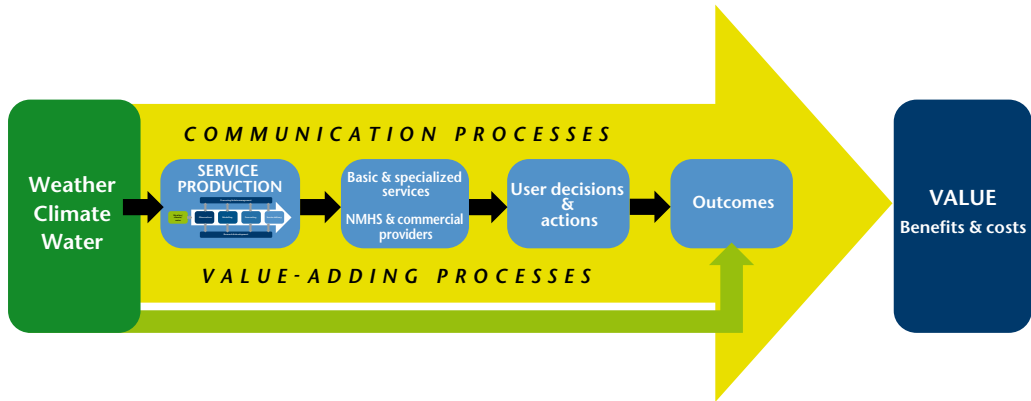 COMMUNICATION PROCESSES
Weather
Climate
Water
SERVICE
PRODUCTION
Basic & specialized
services
NMHS & commercial
providers
User decisions
&
actions
Outcomes
VALUE
Benefits & costs
VALUE-ADDING PROCESSES